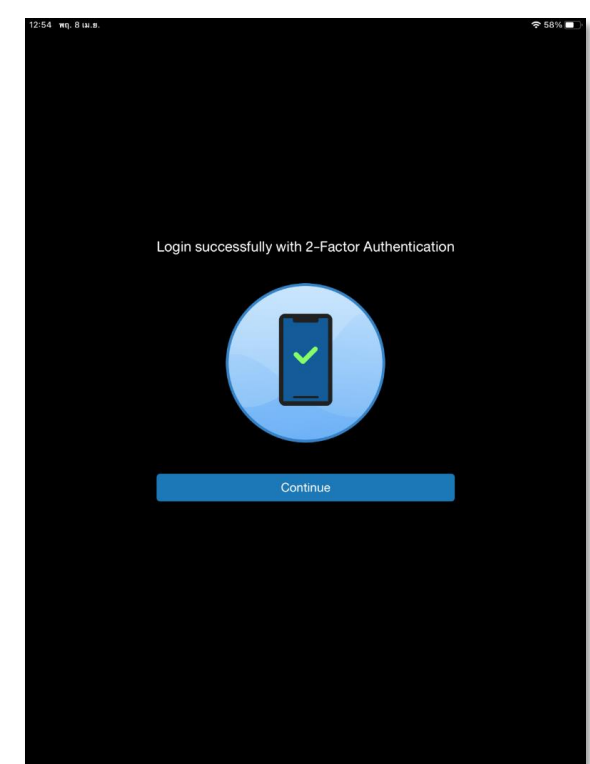 12:54 พฤ. 8 เม.ย. 58%
Login successfully with 2-Factor Authentication
Continue